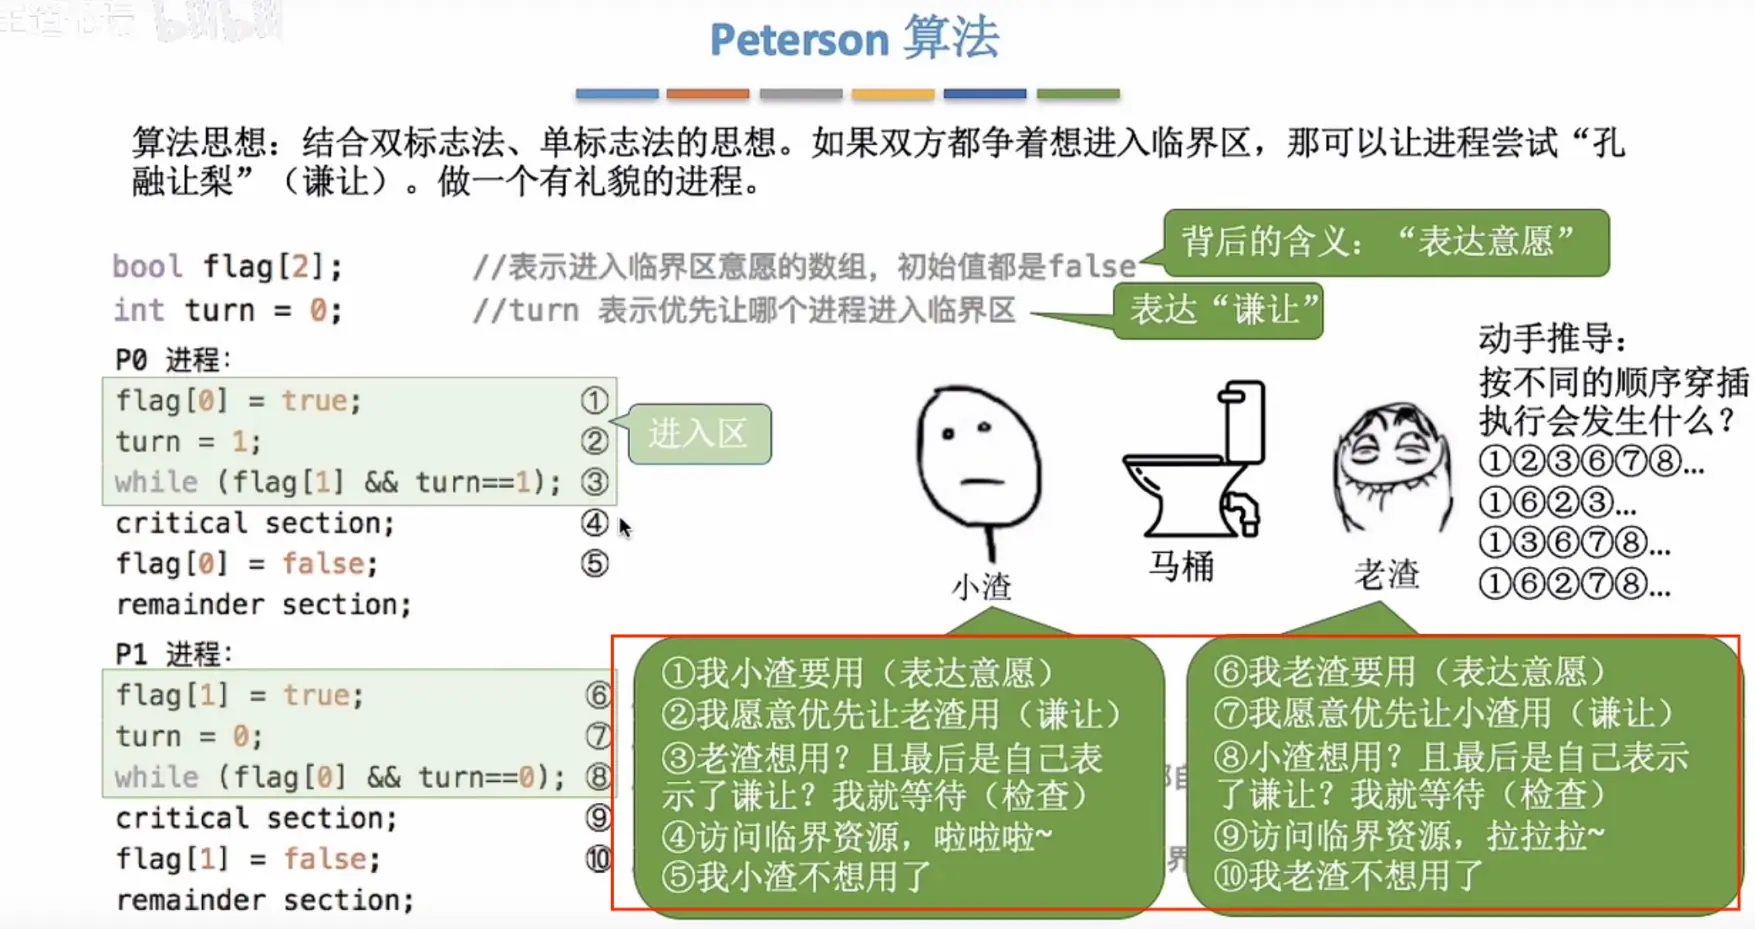 bilibili
Peterson 算法
算法思想：结合双标志法、单标志法的思想。如果双方都争着想进入临界区，那可以让进程尝试“孔
融让梨”（谦让）。做一个有礼貌的进程。
背后的含义：“表达意愿”
bool flag[2]; //表示进入临界区意愿的数组，初始值都是false
int turn = 0; //turn 表示优先让哪个进程进入临界区
表达“谦让”
P0 进程：
flag[0] = true; ①
turn = 1; ②
while (flag[1] && turn==1); ③
critical section; ④
flag[0] = false; ⑤
remainder section;
进入区
P1 进程：
flag[1] = true; ⑥
turn = 0; ⑦
while (flag[0] && turn==0); ⑧
critical section; ⑨
flag[1] = false; ⑩
remainder section;
小渣
马桶
老渣
动手推导：
按不同的顺序穿插
执行会发生什么？
①②③⑥⑦⑧...
①⑥②③...
①③⑥⑦⑧...
①⑥②⑦⑧...
①我小渣要用（表达意愿）
②我愿意优先让老渣用（谦让）
③老渣想用？且最后是自己表
示了谦让？我就等待（检查）
④访问临界资源，啦啦啦~
⑤我小渣不想用了
⑥我老渣要用（表达意愿）
⑦我愿意优先让小渣用（谦让）
⑧小渣想用？且最后是自己表示
了谦让？我就等待（检查）
⑨访问临界资源，拉拉拉~
⑩我老渣不想用了